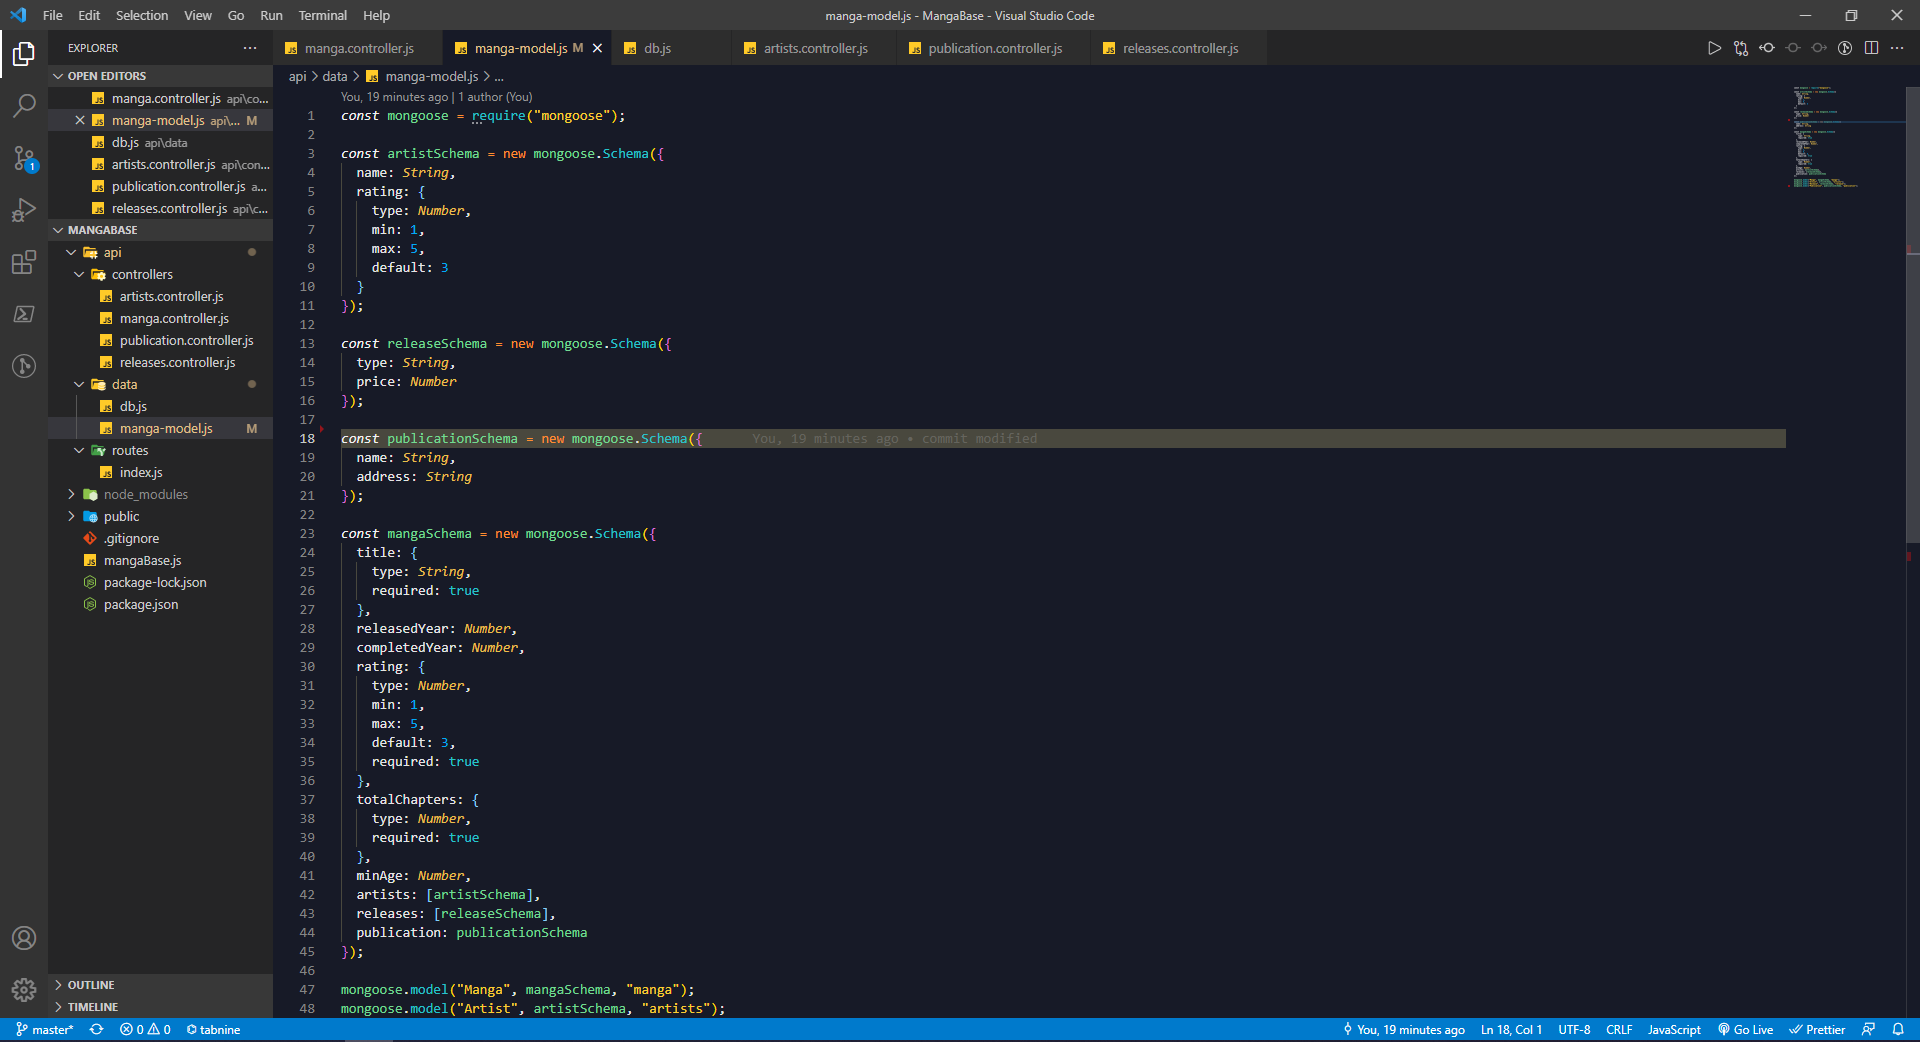 File Edit Selection View Go Run Terminal Help
manga-model.js - MangaBase - Visual Studio Code
EXPLORER
OPEN EDITORS
manga.controller.js api\co...
manga-model.js api\... M
db.js api\data
artists.controller.js api\con...
publication.controller.js a...
releases.controller.js api\c...
MANGABASE
api
controllers
artists.controller.js
manga.controller.js
publication.controller.js
releases.controller.js
data
db.js
manga-model.js M
routes
index.js
node_modules
public
.gitignore
mangaBase.js
package-lock.json
package.json
OUTLINE
TIMELINE
1
manga.controller.js manga-model.js M db.js artists.controller.js publication.controller.js releases.controller.js
api > data > manga-model.js > ...
You, 19 minutes ago | 1 author (You)
1 const mongoose = require("mongoose");
2
3 const artistSchema = new mongoose.Schema({
4 name: String,
5 rating: {
6 type: Number,
7 min: 1,
8 max: 5,
9 default: 3
10 }
11 });
12
13 const releaseSchema = new mongoose.Schema({
14 type: String,
15 price: Number
16 });
17
18 const publicationSchema = new mongoose.Schema({ You, 19 minutes ago • commit modified
19 name: String,
20 address: String
21 });
22
23 const mangaSchema = new mongoose.Schema({
24 title: {
25 type: String,
26 required: true
27 },
28 releasedYear: Number,
29 completedYear: Number,
30 rating: {
31 type: Number,
32 min: 1,
33 max: 5,
34 default: 3,
35 required: true
36 },
37 totalChapters: {
38 type: Number,
39 required: true
40 },
41 minAge: Number,
42 artists: [artistSchema],
43 releases: [releaseSchema],
44 publication: publicationSchema
45 });
46
47 mongoose.model("Manga", mangaSchema, "manga");
48 mongoose.model("Artist", artistSchema, "artists");
master* 0 0 tabnine
You, 19 minutes ago Ln 18, Col 1 UTF-8 CRLF JavaScript Go Live Prettier